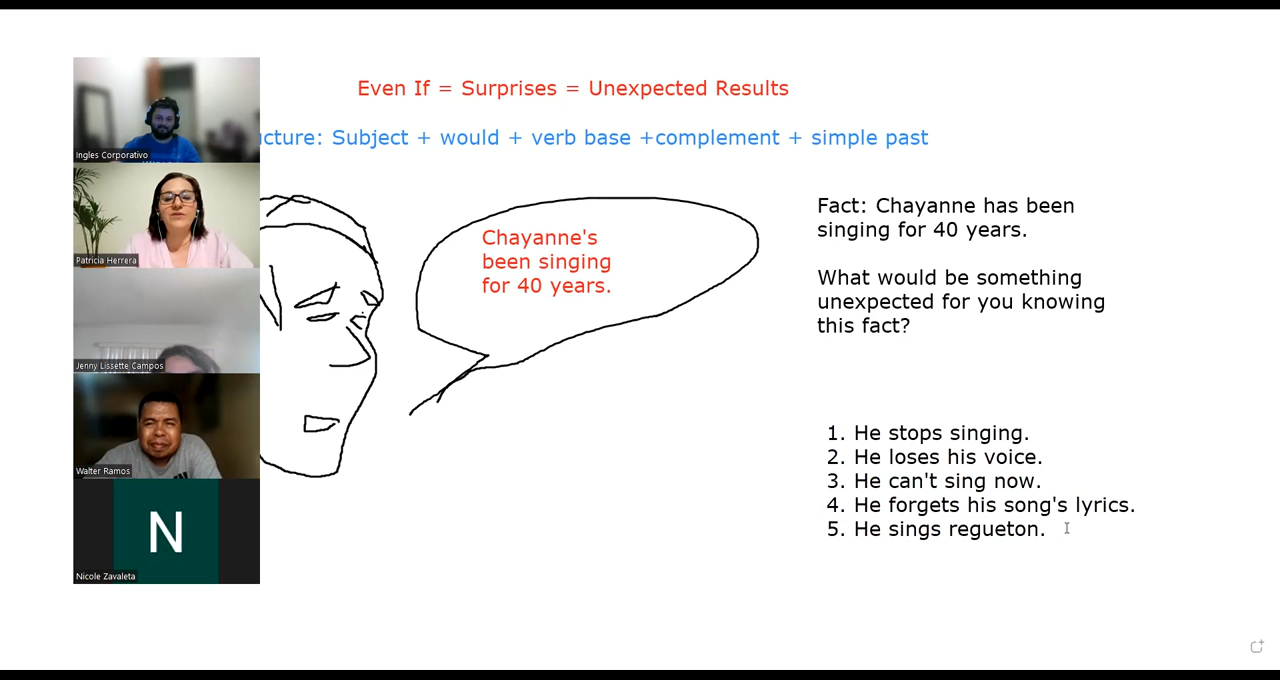 Even If = Surprises = Unexpected Results
ucture: Subject + would + verb base +complement + simple past
Ingles Corporativo
Patricia Herrera
Jenny Lissette Campos
Walter Ramos
N
Nicole Zavaleta
Chayanne's
been singing
for 40 years.
Fact: Chayanne has been
singing for 40 years.
What would be something
unexpected for you knowing
this fact?
1. He stops singing.
2. He loses his voice.
3. He can't sing now.
4. He forgets his song's lyrics.
5. He sings regueton.